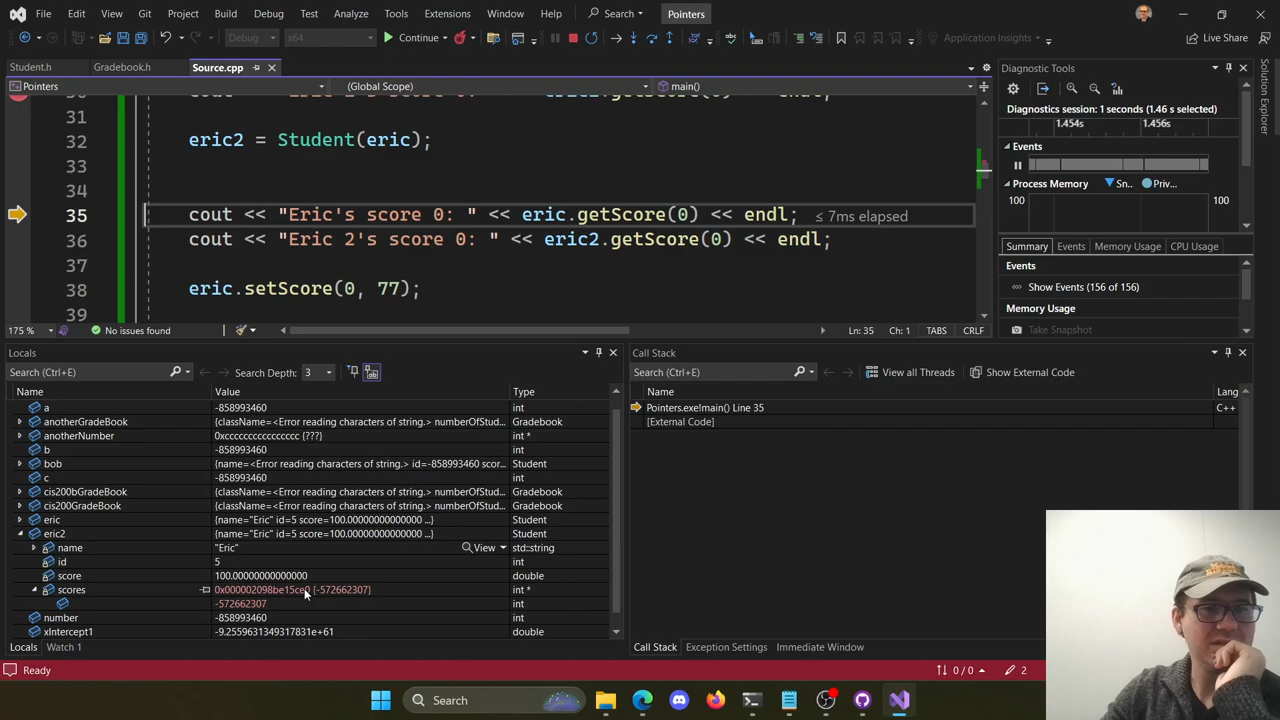 File Edit View Git Project Build Debug Test Analyze Tools Extensions Window Help Search Pointers
Debug x64 Continue Application Insights Live Share
Student.h Gradebook.h Source.cpp
Pointers (Global Scope) main()
31
32 eric2 = Student(eric);
33
34
35 cout << "Eric's score 0: " << eric.getScore(0) << endl; ≤ 7ms elapsed
36 cout << "Eric 2's score 0: " << eric2.getScore(0) << endl;
37
38 eric.setScore(0, 77);
39
175 % No issues found Ln: 35 Ch: 1 TABS CRLF
Diagnostic Tools
Diagnostics session: 1 seconds (1.46 s selected)
1.454s 1.456s
Events
Process Memory Sn.. Priv...
100 100
Summary Events Memory Usage CPU Usage
Events
Show Events (156 of 156)
Memory Usage
Take Snapshot
Solution Explorer
Locals
Search (Ctrl+E) Search Depth: 3
Name Value Type
a -858993460 int
anotherGradeBook {className=<Error reading characters of string.> numberOfStud... Gradebook
anotherNumber 0xcccccccccccccccc {???} int *
b -858993460 int
bob {name=<Error reading characters of string.> id=-858993460 scor... Student
c -858993460 int
cis200bGradeBook {className=<Error reading characters of string.> numberOfStud... Gradebook
cis200GradeBook {className=<Error reading characters of string.> numberOfStud... Gradebook
eric {name="Eric" id=5 score=100.00000000000000 ...} Student
eric2 {name="Eric" id=5 score=100.00000000000000 ...} Student
name "Eric" View std::string
id 5 int
score 100.00000000000000 double
scores 0x000002098be15ce0 {-572662307} int *
-572662307 int
number -858993460 int
xIntercept1 -9.2559631349317831e+61 double
Locals Watch 1
Call Stack
Search (Ctrl+E) View all Threads Show External Code
Name Lang
Pointers.exe!main() Line 35 C++
[External Code]
Call Stack Exception Settings Immediate Window
Ready 0 / 0 2
Search